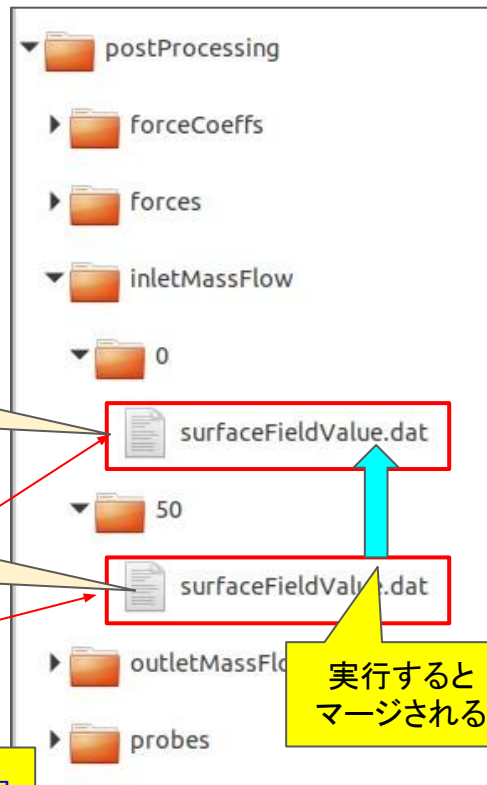 postProcessing
forceCoeffs
forces
inletMassFlow
0
surfaceFieldValue.dat
50
surfaceFieldValue.dat
outletMassFlo
実行すると
マージされる
probes